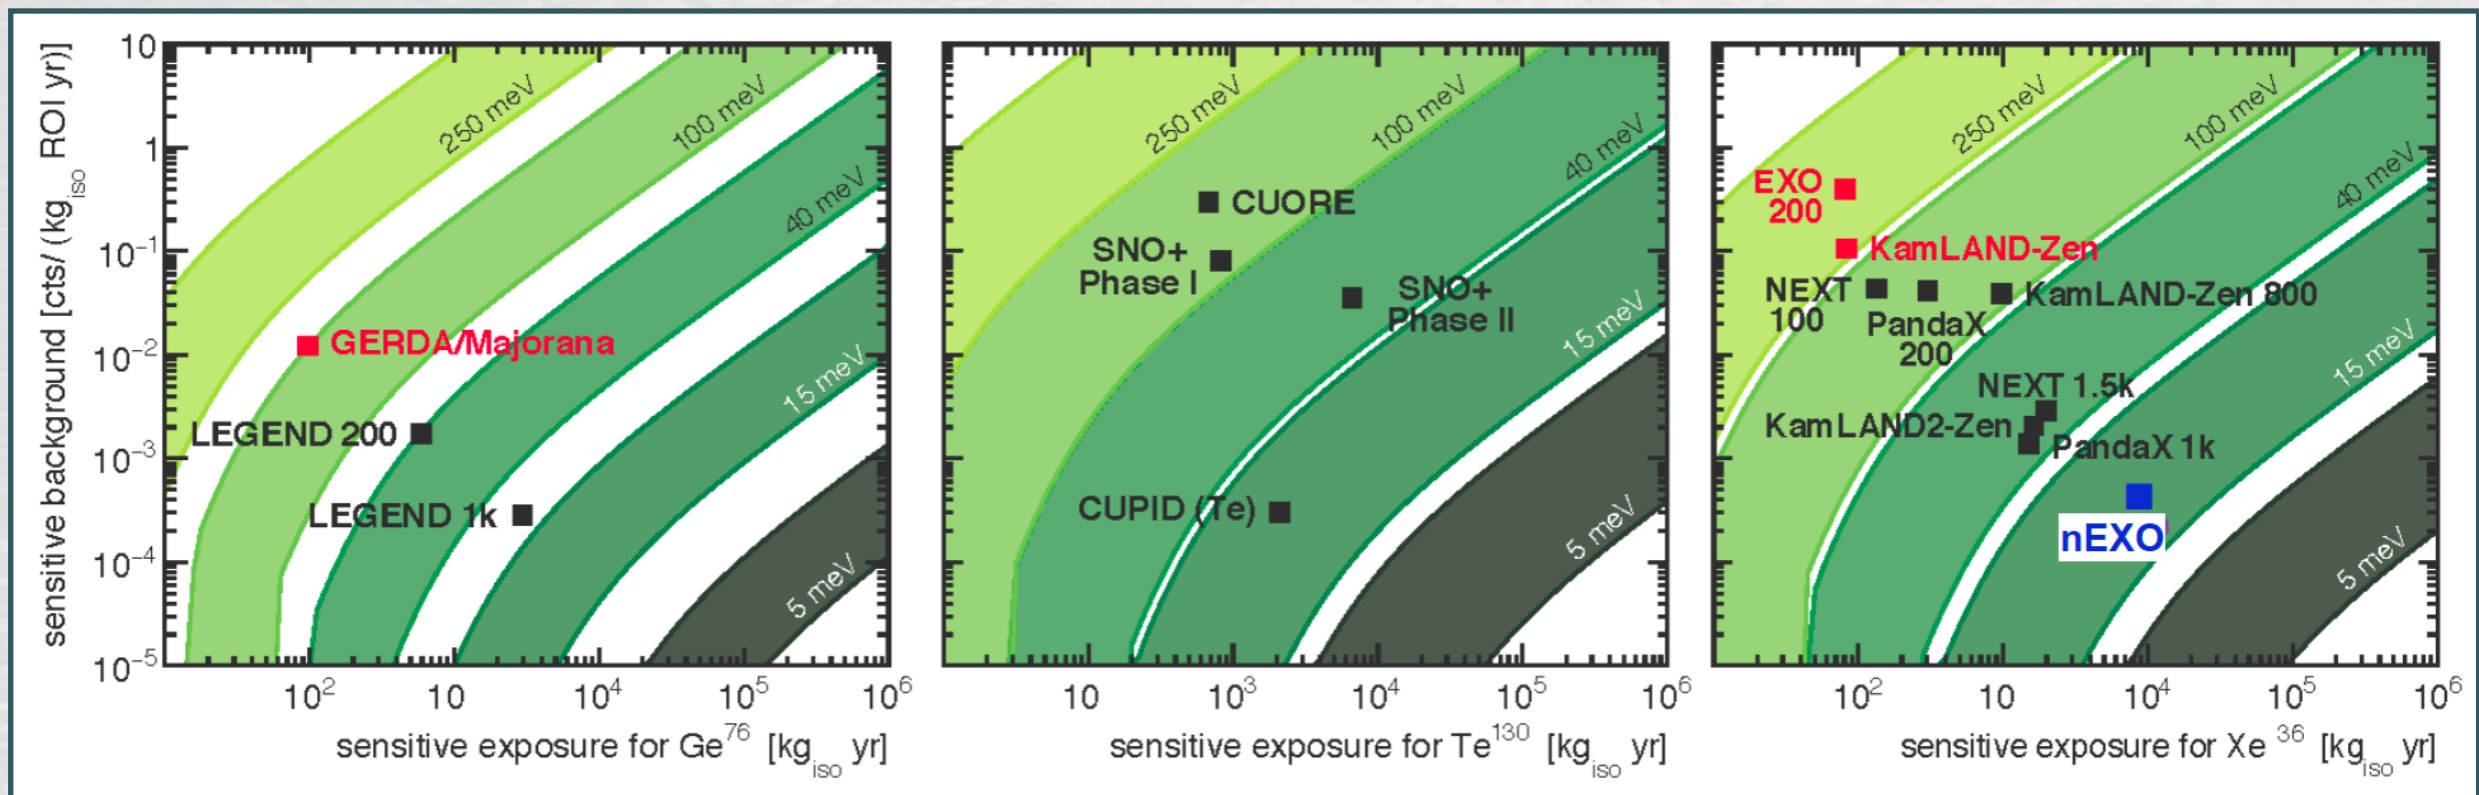 sensitive background [cts/ (kg_iso ROI yr)]
10
1
10^-1
10^-2
10^-3
10^-4
10^-5
250 meV
100 meV
40 meV
15 meV
5 meV
GERDA/Majorana
LEGEND 200
LEGEND 1k
10^2 10 10^4 10^5 10^6
sensitive exposure for Ge^76 [kg_iso yr]
250 meV
100 meV
40 meV
15 meV
5 meV
CUORE
SNO+
Phase I
SNO+
Phase II
CUPID (Te)
10 10^3 10^4 10^5 10^6
sensitive exposure for Te^130 [kg_iso yr]
250 meV
100 meV
40 meV
15 meV
5 meV
EXO
200
KamLAND-Zen
NEXT
100
PandaX
200
KamLAND-Zen 800
NEXT 1.5k
KamLAND2-Zen
PandaX 1k
nEXO
10^2 10 10^4 10^5 10^6
sensitive exposure for Xe ^36 [kg_iso yr]